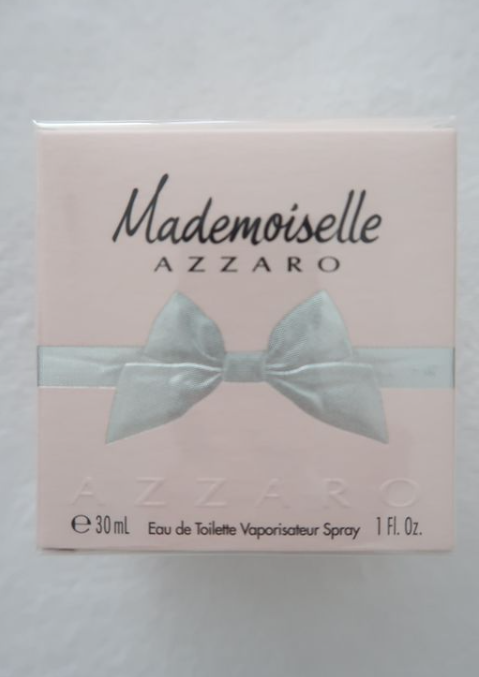 Mademoiselle
AZZARO
AZZARO
℮ 30 mL Eau de Toilette Vaporisateur Spray 1 Fl. Oz.